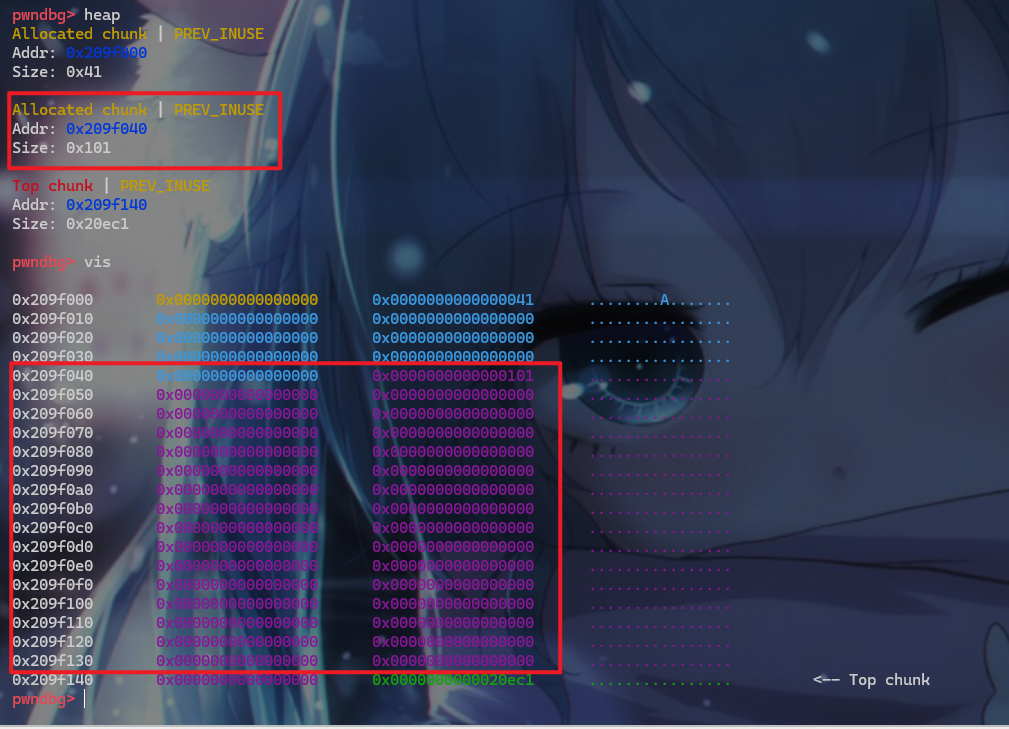 pwndbg> heap
Allocated chunk | PREV_INUSE
Addr: 0x209f000
Size: 0x41
Allocated chunk | PREV_INUSE
Addr: 0x209f040
Size: 0x101
Top chunk | PREV_INUSE
Addr: 0x209f140
Size: 0x20ec1
pwndbg> vis
0x209f000 0x0000000000000000 0x0000000000000041 ........A.......
0x209f010 0x0000000000000000 0x0000000000000000 ................
0x209f020 0x0000000000000000 0x0000000000000000 ................
0x209f030 0x0000000000000000 0x0000000000000000 ................
0x209f040 0x0000000000000000 0x0000000000000101 ................
0x209f050 0x0000000000000000 0x0000000000000000 ................
0x209f060 0x0000000000000000 0x0000000000000000 ................
0x209f070 0x0000000000000000 0x0000000000000000 ................
0x209f080 0x0000000000000000 0x0000000000000000 ................
0x209f090 0x0000000000000000 0x0000000000000000 ................
0x209f0a0 0x0000000000000000 0x0000000000000000 ................
0x209f0b0 0x0000000000000000 0x0000000000000000 ................
0x209f0c0 0x0000000000000000 0x0000000000000000 ................
0x209f0d0 0x0000000000000000 0x0000000000000000 ................
0x209f0e0 0x0000000000000000 0x0000000000000000 ................
0x209f0f0 0x0000000000000000 0x0000000000000000 ................
0x209f100 0x0000000000000000 0x0000000000000000 ................
0x209f110 0x0000000000000000 0x0000000000000000 ................
0x209f120 0x0000000000000000 0x0000000000000000 ................
0x209f130 0x0000000000000000 0x0000000000000000 ................
0x209f140 0x0000000000000000 0x0000000000020ec1 ................ <-- Top chunk
pwndbg>